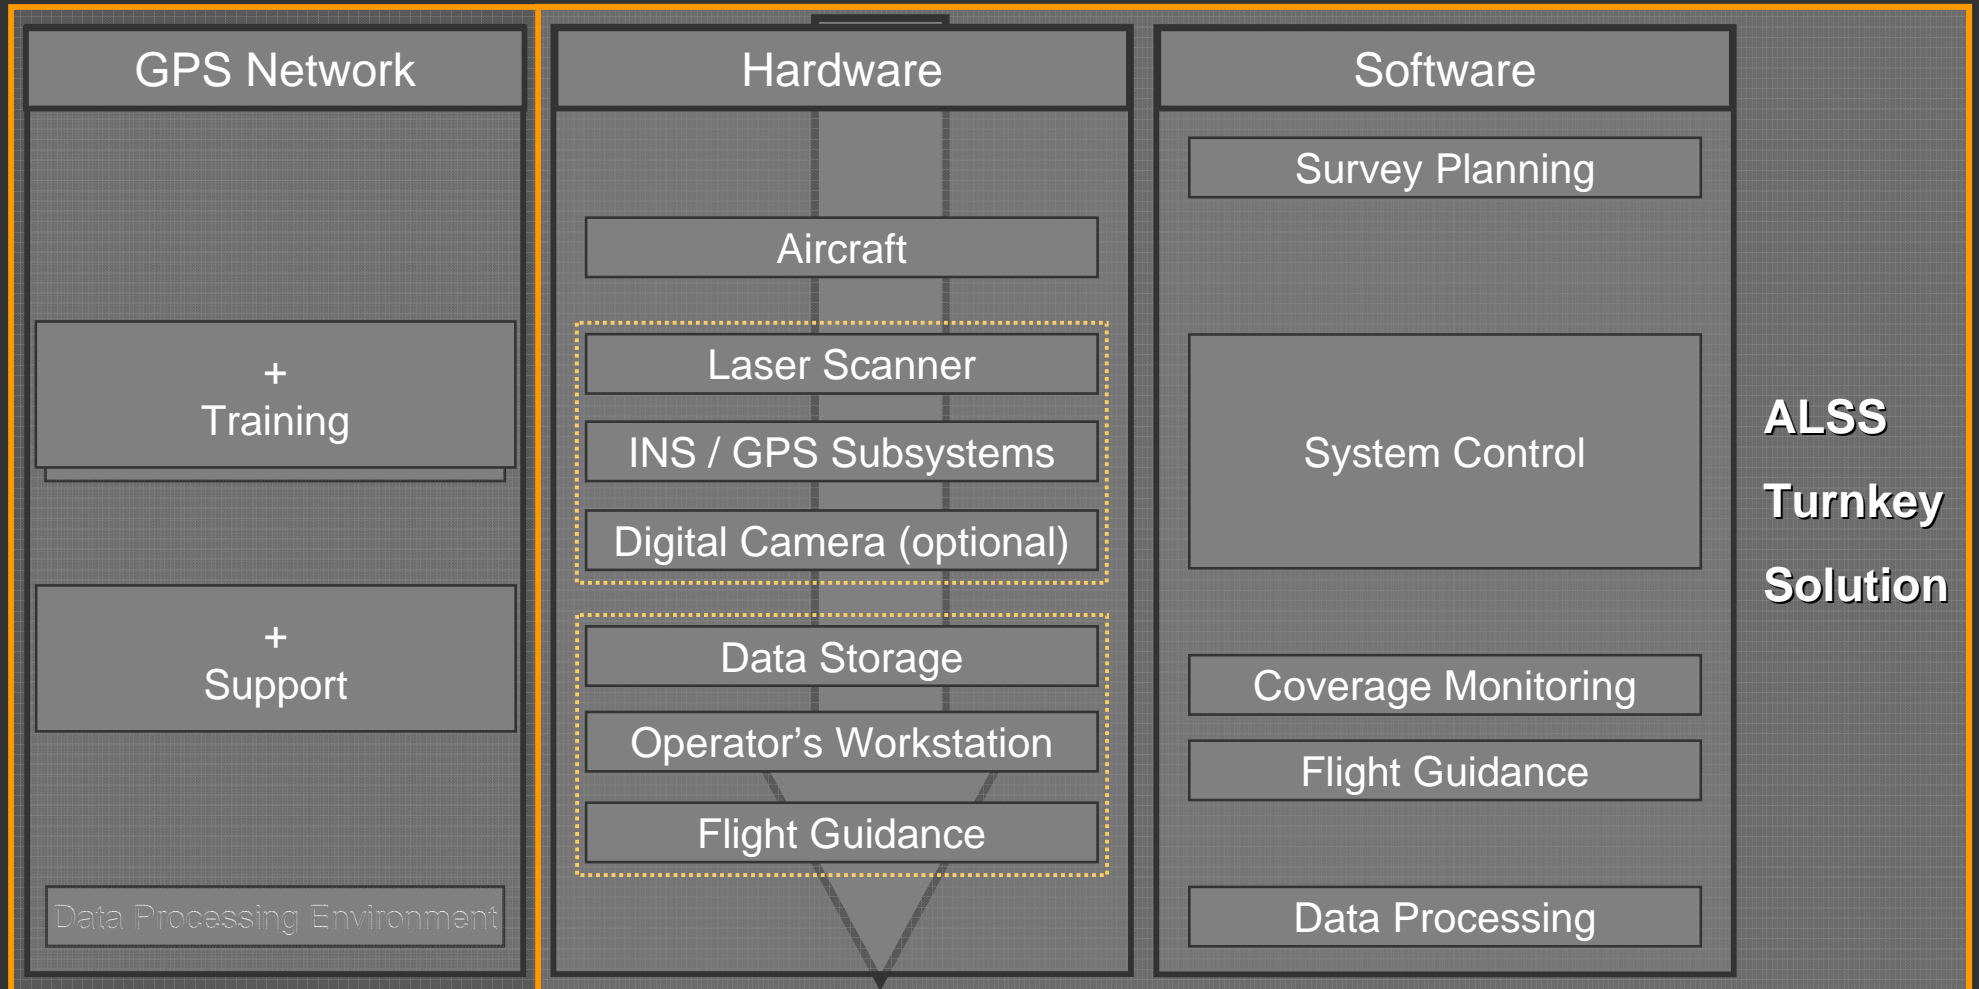 GPS Network
+
Training
+
Support
Data Processing Environment
Hardware
Aircraft
Laser Scanner
INS / GPS Subsystems
Digital Camera (optional)
Data Storage
Operator’s Workstation
Flight Guidance
Software
Survey Planning
System Control
Coverage Monitoring
Flight Guidance
Data Processing
ALSS
Turnkey
Solution